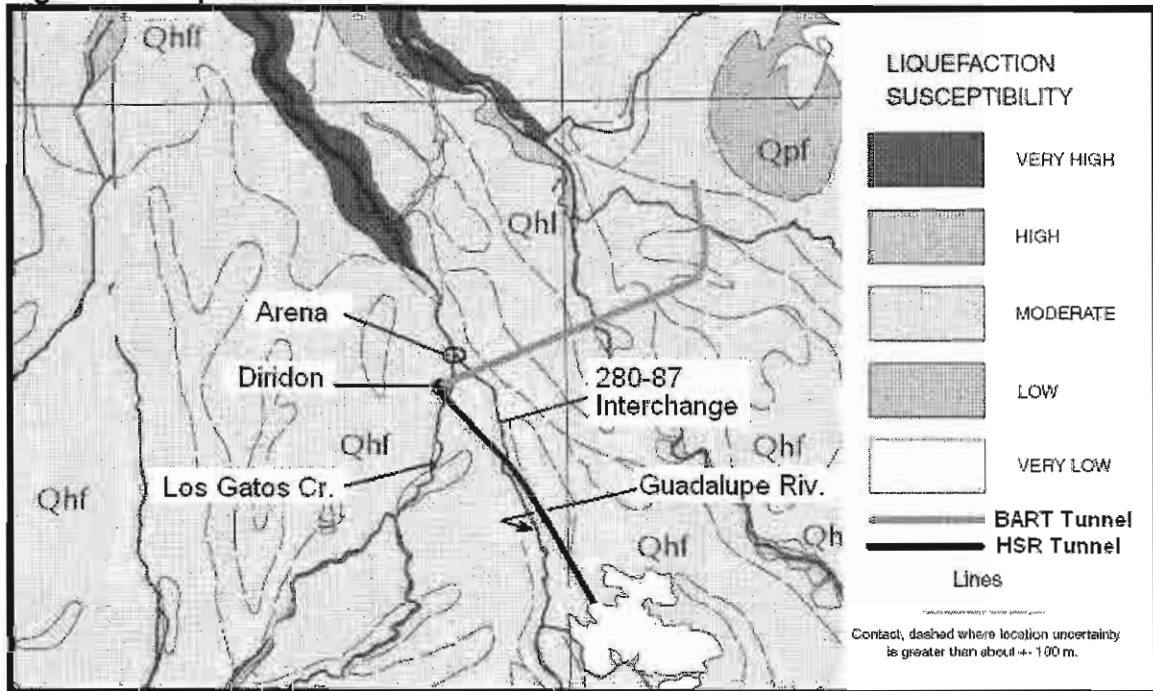 Qhff
Qpf
Qhl
Arena
Diridon
280-87
Interchange
Qhf
Los Gatos Cr.
Guadalupe Riv.
Qhf
Qhf
Qhf
Qh
LIQUEFACTION
SUSCEPTIBILITY
VERY HIGH
HIGH
MODERATE
LOW
VERY LOW
BART Tunnel
HSR Tunnel
Lines
Contact, dashed where location uncertainty
is greater than about +- 100 m.